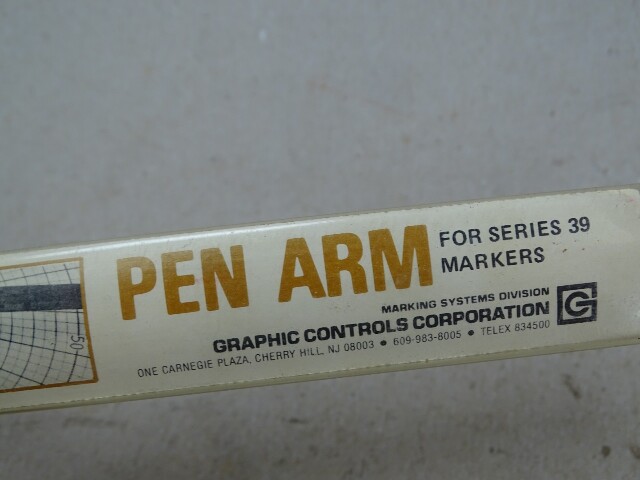 PEN ARM FOR SERIES 39
MARKERS
MARKING SYSTEMS DIVISION
GRAPHIC CONTROLS CORPORATION
ONE CARNEGIE PLAZA, CHERRY HILL, NJ 08003 • 609-983-8005 • TELEX 834500
G
50